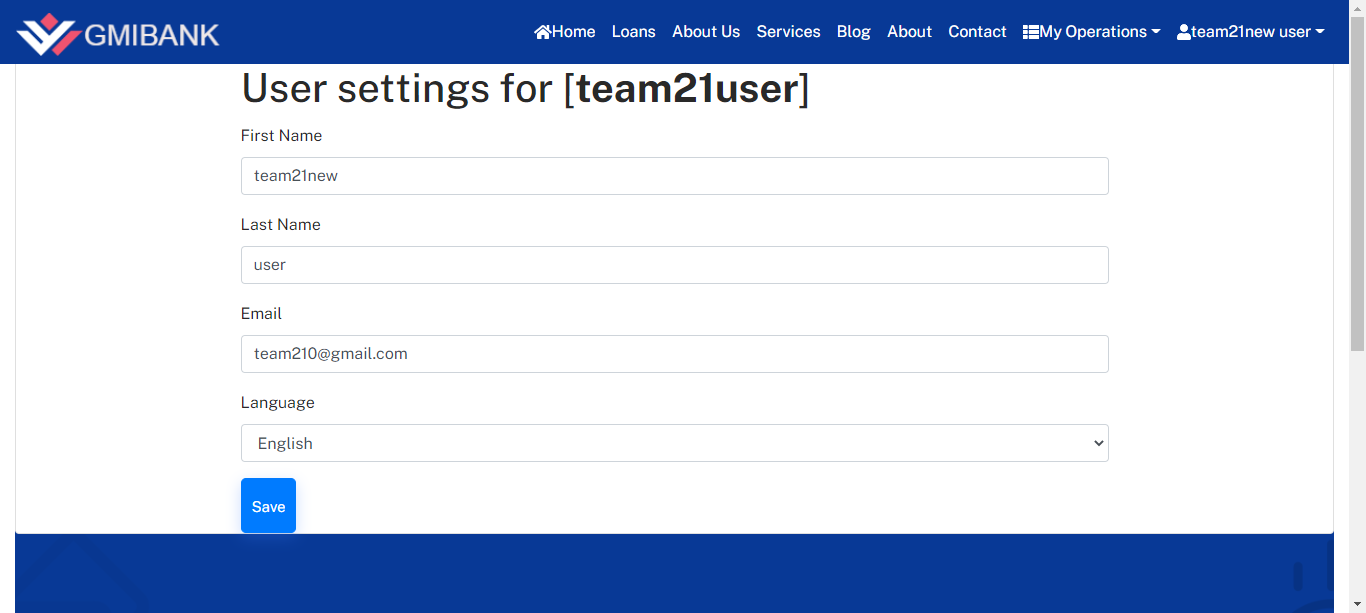 GMIBANK
Home Loans About Us Services Blog About Contact My Operations team21new user
User settings for [team21user]
First Name
team21new
Last Name
user
Email
team210@gmail.com
Language
English
Save